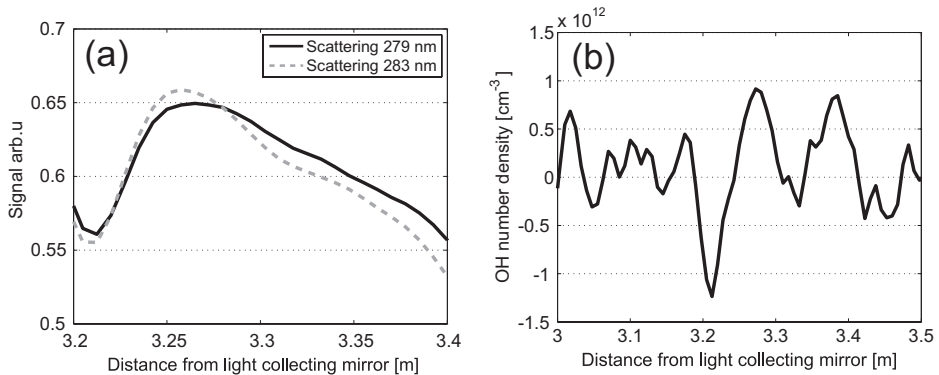 (a)
Scattering 279 nm
Scattering 283 nm
Signal arb.u
0.7
0.65
0.6
0.55
0.5
3.2 3.25 3.3 3.35 3.4
Distance from light collecting mirror [m]
(b)
x 10¹²
OH number density [cm⁻³]
1.5
1
0.5
0
-0.5
-1
-1.5
3 3.1 3.2 3.3 3.4 3.5
Distance from light collecting mirror [m]